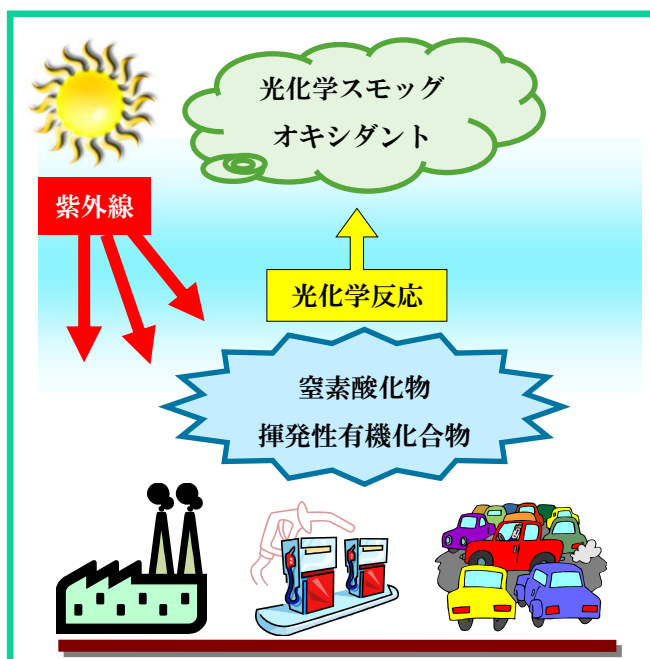 光化学スモッグ
オキシダント
紫外線
光化学反応
窒素酸化物
揮発性有機化合物